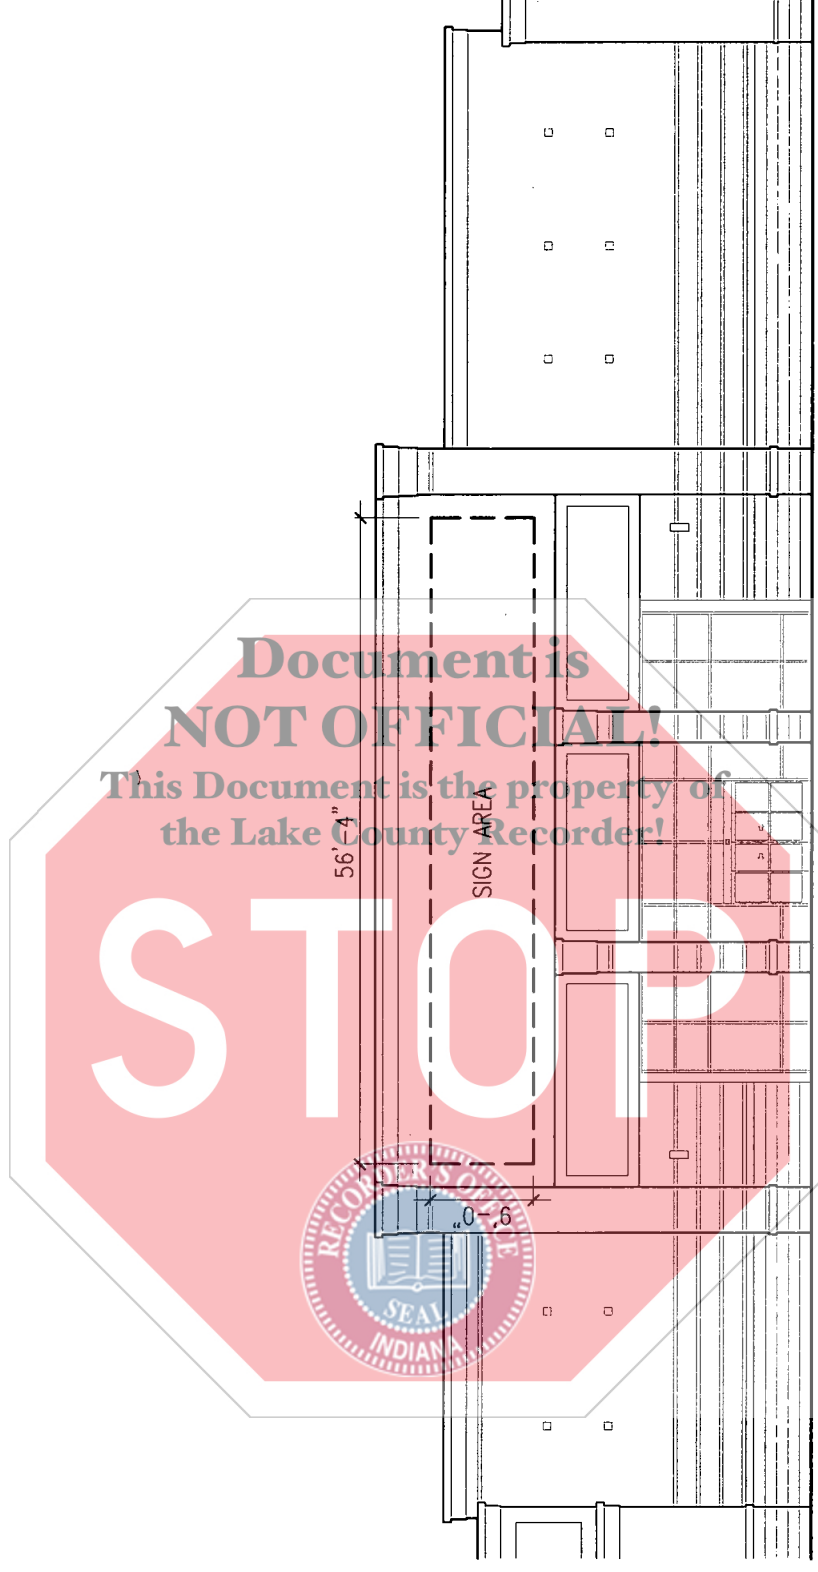 Document is
NOT OFFICIAL!
This Document is the property of
the Lake County Recorder!
STOP
56'-4"
SIGN AREA
9'-0"
RECORDER'S OFFICE
SEAL
INDIANA